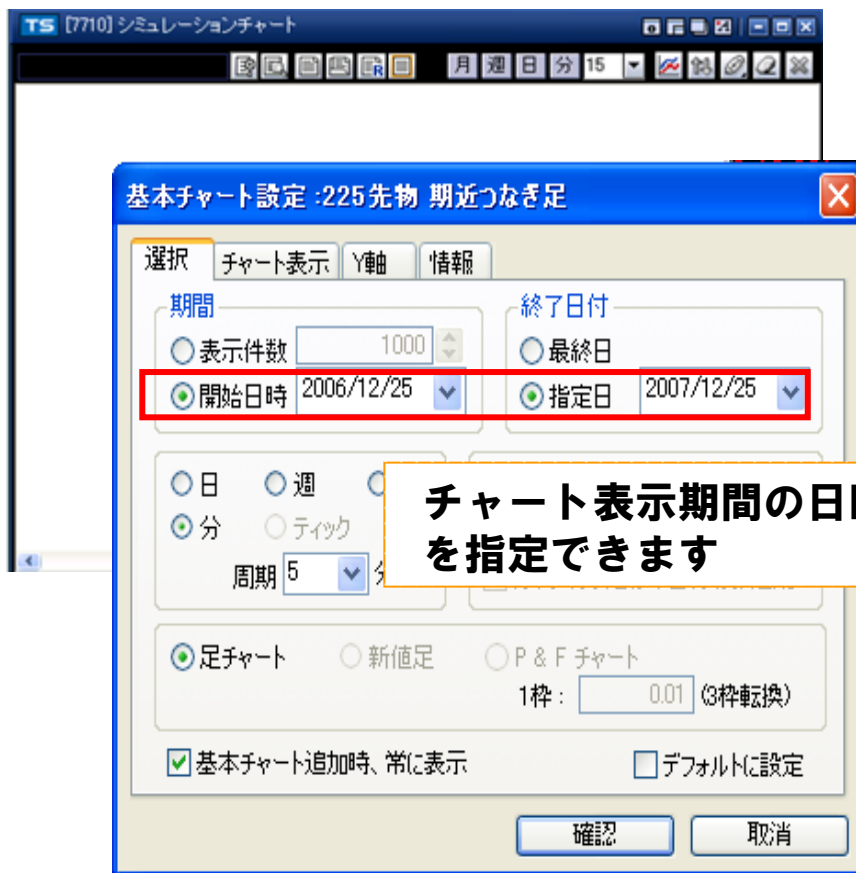 TS [7710] シミュレーションチャート
R 月 週 日 分 15
基本チャート設定 :225先物 期近つなぎ足
選択 チャート表示 Y軸 情報
期間 終了日付
表示件数 1000 最終日
開始日時 2006/12/25 指定日 2007/12/25
日 週
分 ティック
周期 5
チャート表示期間の日
を指定できます
足チャート 新値足 P & F チャート
1枠 : 0.01 (3枠転換)
基本チャート追加時、常に表示 デフォルトに設定
確認 取消